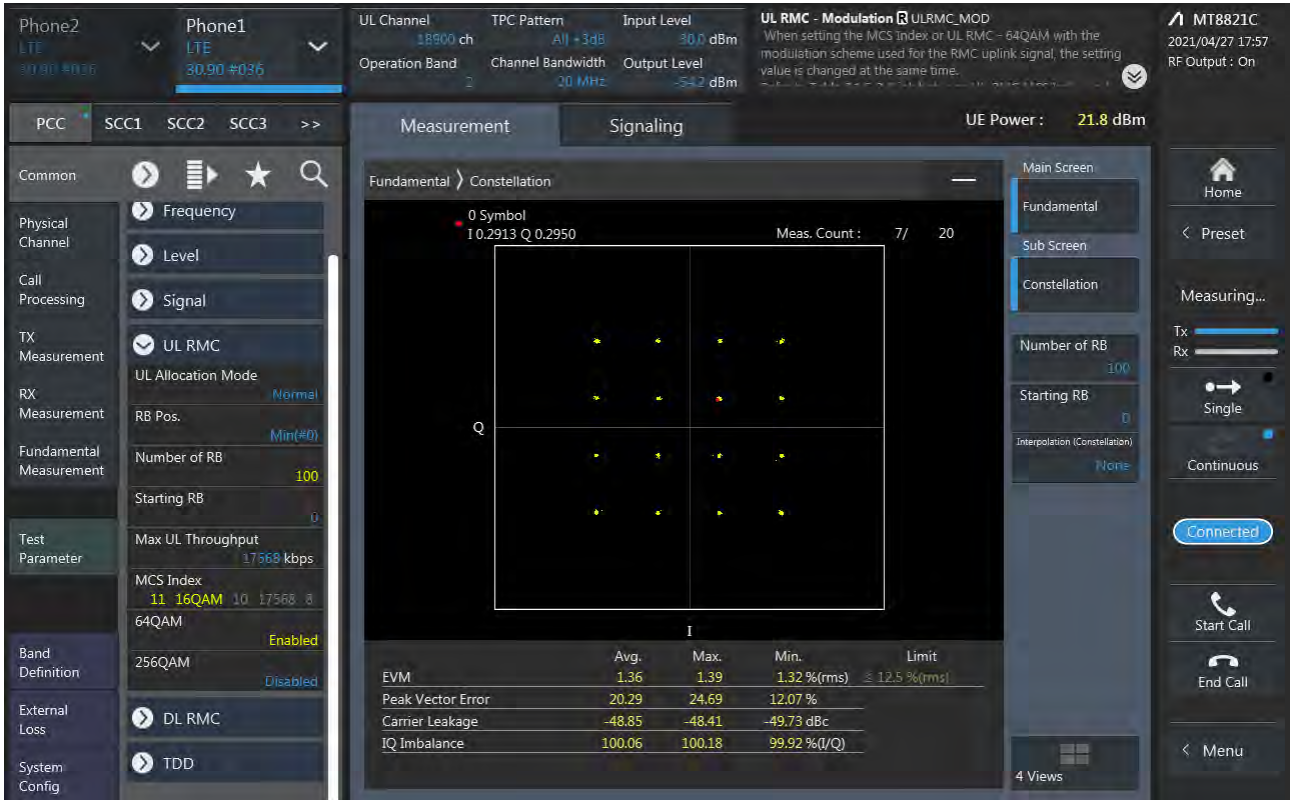 Phone2
LTE
30.90 #036
Phone1
LTE
30.90 #036
UL Channel
18900 ch
TPC Pattern
All +3dB
Input Level
30.0 dBm
Operation Band
2
Channel Bandwidth
20 MHz
Output Level
-54.2 dBm
UL RMC - Modulation R ULRMC_MOD
When setting the MCS Index or UL RMC - 64QAM with the
modulation scheme used for the RMC uplink signal, the setting
value is changed at the same time.
MT8821C
2021/04/27 17:57
RF Output : On
PCC SCC1 SCC2 SCC3 >>
Measurement
Signaling
UE Power : 21.8 dBm
Common
Physical
Channel
Call
Processing
TX
Measurement
RX
Measurement
Fundamental
Measurement
Test
Parameter
Band
Definition
External
Loss
System
Config
Frequency
Level
Signal
UL RMC
UL Allocation Mode
Normal
RB Pos.
Min(#0)
Number of RB
100
Starting RB
0
Max UL Throughput
17568 kbps
MCS Index
11 16QAM 10 17568 8
64QAM
Enabled
256QAM
Disabled
DL RMC
TDD
Fundamental > Constellation
0 Symbol
I 0.2913 Q 0.2950
Meas. Count : 7/ 20
Q
I
Avg. Max. Min. Limit
EVM 1.36 1.39 1.32 %(rms) ≤ 12.5 %(rms)
Peak Vector Error 20.29 24.69 12.07 %
Carrier Leakage -48.85 -48.41 -49.73 dBc
IQ Imbalance 100.06 100.18 99.92 %(I/Q)
Main Screen
Fundamental
Sub Screen
Constellation
Number of RB
100
Starting RB
0
Interpolation (Constellation)
None
4 Views
Home
< Preset
Measuring...
Tx
Rx
Single
Continuous
Connected
Start Call
End Call
< Menu